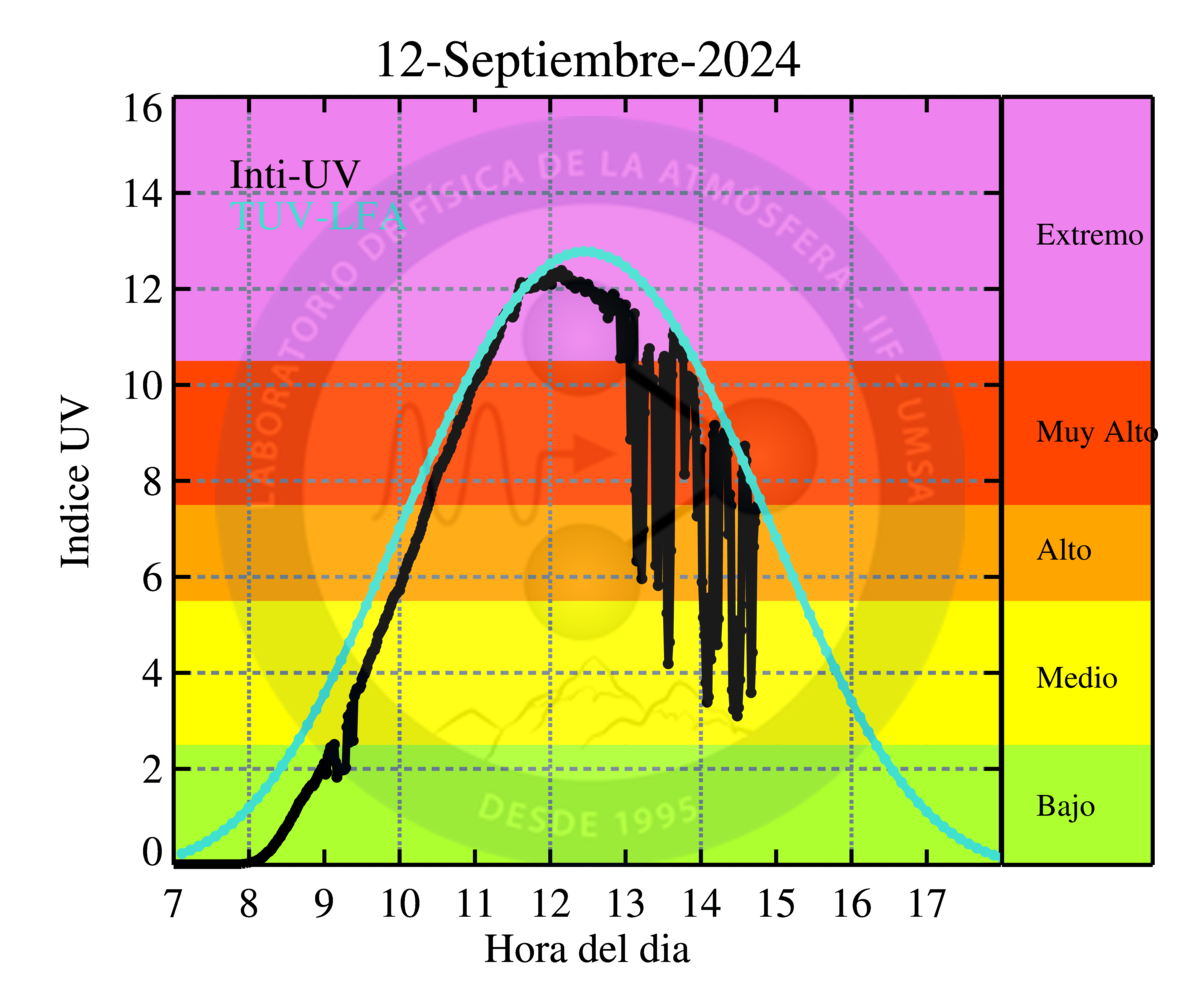 12-Septiembre-2024
Indice UV
16
14
12
10
8
6
4
2
0
Inti-UV
TUV-LFA
LABORATORIO DE FÍSICA DE LA ATMÓSFERA - IIF - UMSA
DESDE 1995
Extremo
Muy Alto
Alto
Medio
Bajo
7 8 9 10 11 12 13 14 15 16 17
Hora del dia